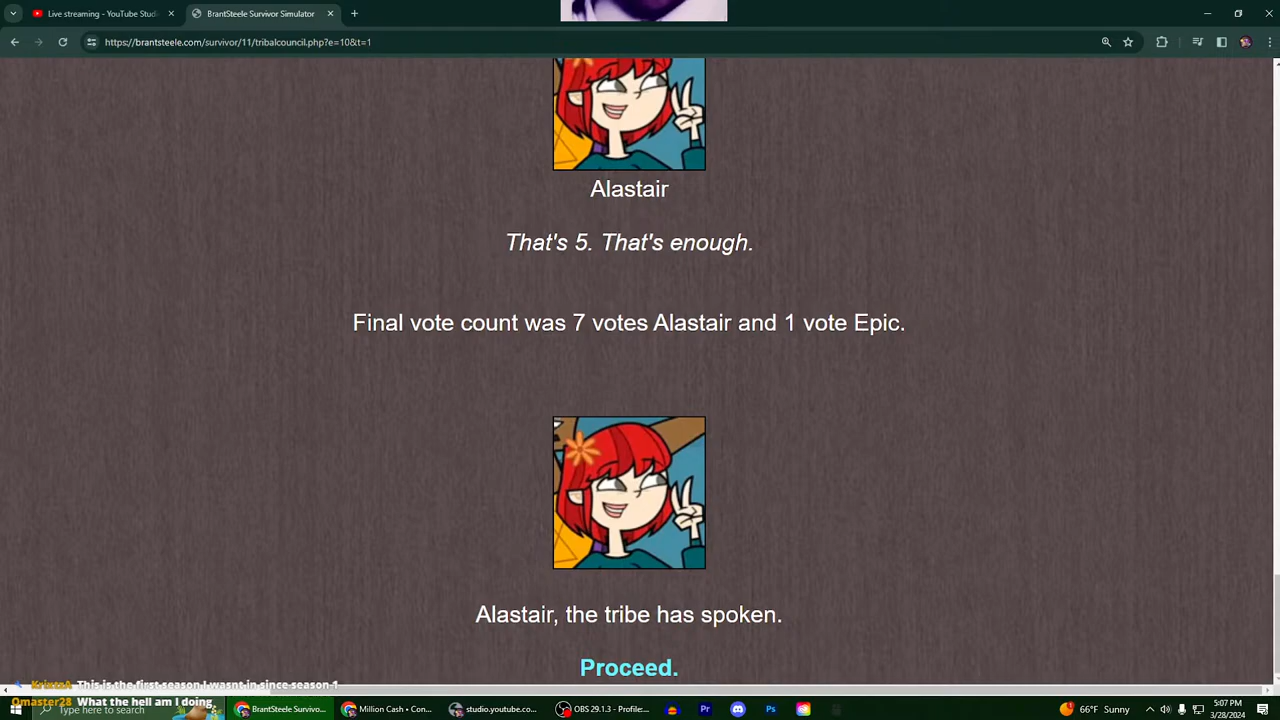 Live streaming - YouTube Stud
BrantSteele Survivor Simulator
https://brantsteele.com/survivor/11/tribalcouncil.php?e=10&t=1
Alastair
That's 5. That's enough.
Final vote count was 7 votes Alastair and 1 vote Epic.
Alastair, the tribe has spoken.
Proceed.
This is the first season I wasnt in since season 1
Omaster28 What the hell am I doing
Type here to search
BrantSteele Survivo...
Million Cash • Con...
studio.youtube.co...
OBS 29.1.3 - Profile...
66°F Sunny
5:07 PM
3/28/2024